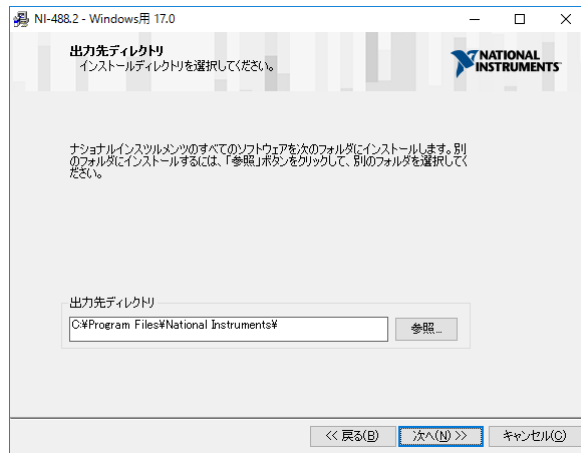 NI-488.2 - Windows用 17.0
出力先ディレクトリ
インストールディレクトリを選択してください。
NATIONAL
INSTRUMENTS
ナショナルインスツルメンツのすべてのソフトウェアを次のフォルダにインストールします。別
のフォルダにインストールするには、「参照」ボタンをクリックして、別のフォルダを選択してく
ださい。
出力先ディレクトリ
C:¥Program Files¥National Instruments¥
参照...
<< 戻る(B)
次へ(N) >>
キャンセル(C)